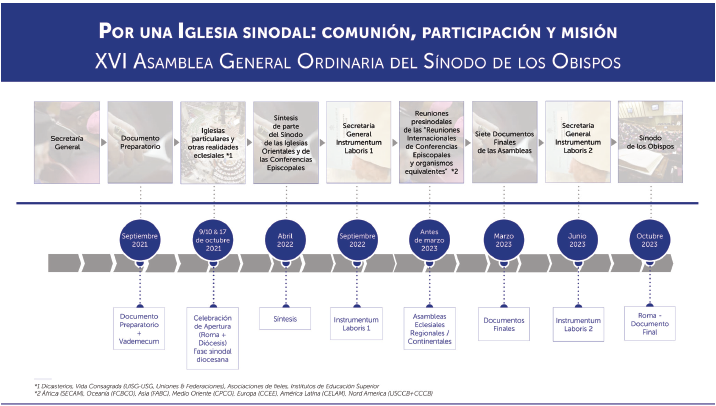 POR UNA IGLESIA SINODAL: COMUNIÓN, PARTICIPACIÓN Y MISIÓN
XVI ASAMBLEA GENERAL ORDINARIA DEL SÍNODO DE LOS OBISPOS
Secretaría
General
Documento
Preparatorio
Iglesias
particulares y
otras realidades
eclesiales *1
Síntesis
de parte
del Sínodo
de las Iglesias
Orientales y de
las Conferencias
Episcopales
Secretaría
General
Instrumentum
Laboris 1
Reuniones
presinodales
de las "Reuniones
Internacionales
de Conferencias
Episcopales
y organismos
equivalentes" *2
Siete Documentos
Finales
de las Asambleas
Secretaría
General
Instrumentum
Laboris 2
Sínodo
de los Obispos
Septiembre
2021
9/10 & 17
de octubre
2021
Abril
2022
Septiembre
2022
Antes
de marzo
2023
Marzo
2023
Junio
2023
Octubre
2023
Documento
Preparatorio
+
Vademecum
Celebración
de Apertura
(Roma +
Diócesis)
Fase sinodal
diocesana
Síntesis
Instrumentum
Laboris 1
Asambleas
Eclesiales
Regionales /
Continentales
Documentos
Finales
Instrumentum
Laboris 2
Roma -
Documento
Final
*1 Dicasterios, Vida Consagrada (UISG-USG, Uniones & Federaciones), Asociaciones de fieles, Institutos de Educación Superior
*2 África (SECAM), Oceanía (FCBCO), Asia (FABC), Medio Oriente (CPCO), Europa (CCEE), América Latina (CELAM), Nord America (USCCB+CCCB)